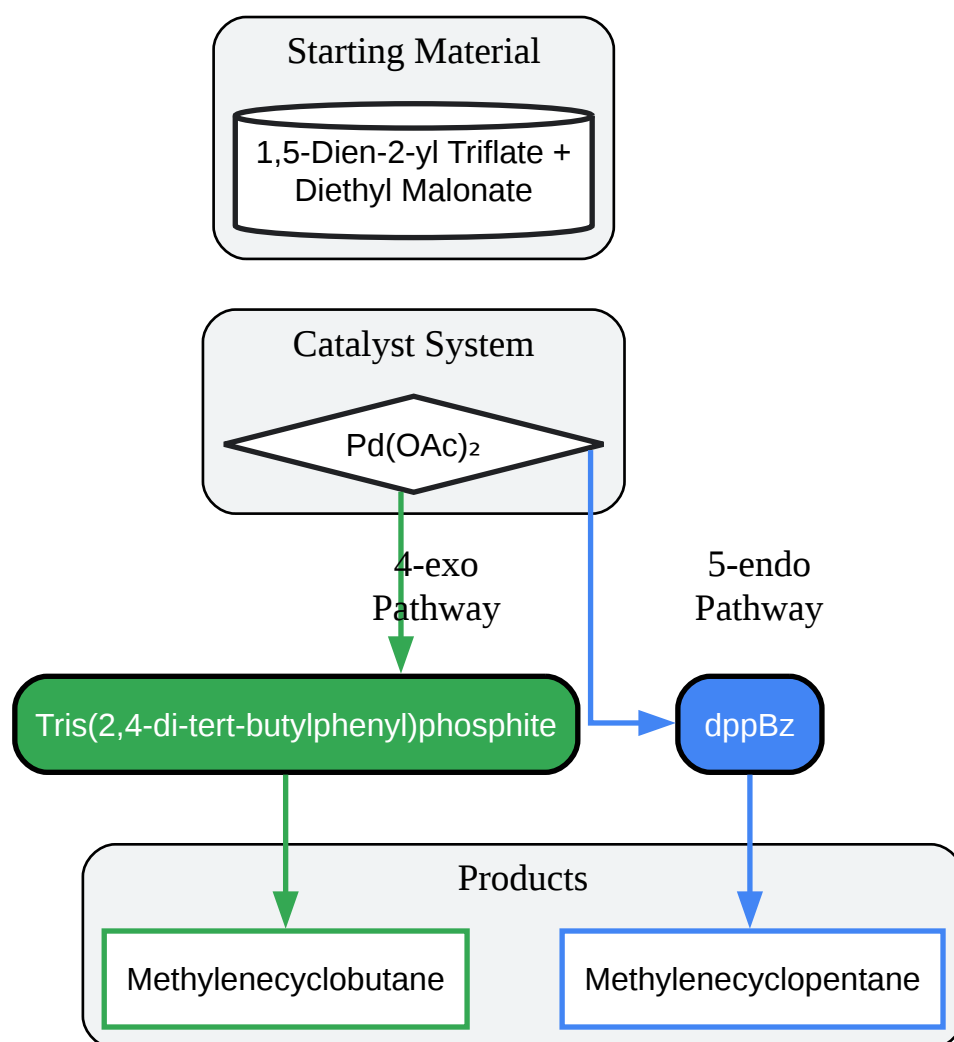 Starting Material
1,5-Dien-2-yl Triflate +
Diethyl Malonate
Catalyst System
Pd(OAc)₂
4-exo
Pathway
5-endo
Pathway
Tris(2,4-di-tert-butylphenyl)phosphite
dppBz
Products
Methylenecyclobutane
Methylenecyclopentane